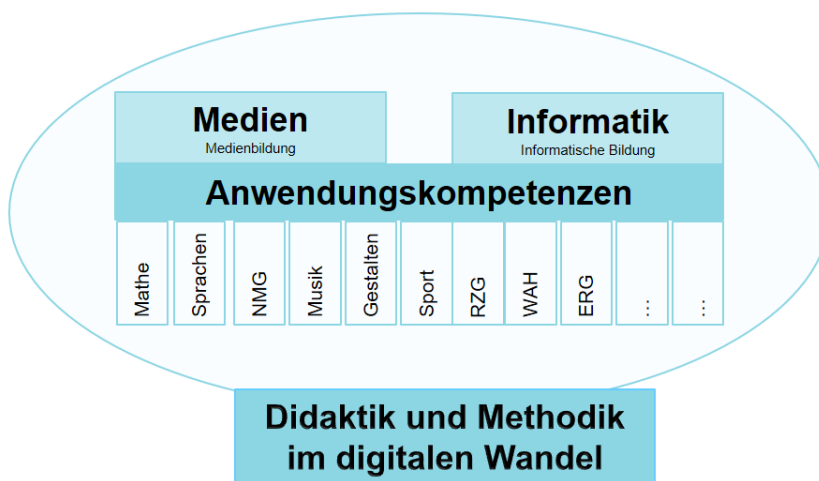 Medien
Medienbildung
Informatik
Informatische Bildung
Anwendungskompetenzen
Mathe
Sprachen
NMG
Musik
Gestalten
Sport
RZG
WAH
ERG
…
…
Didaktik und Methodik
im digitalen Wandel